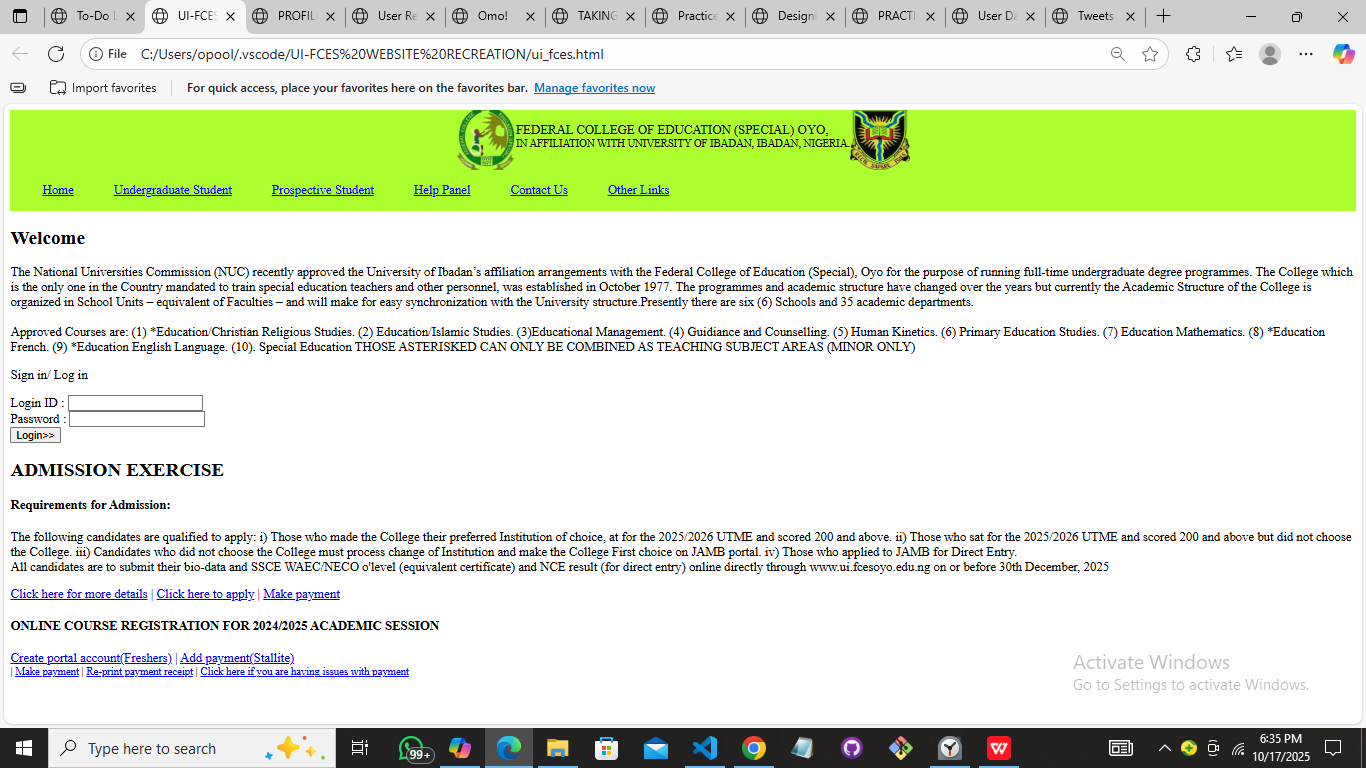 To-Do L
UI-FCES
PROFIL
User Re
Omo!
TAKING
Practice
Designi
PRACTI
User Da
Tweets
File C:/Users/opool/.vscode/UI-FCES%20WEBSITE%20RECREATION/ui_fces.html
Import favorites For quick access, place your favorites here on the favorites bar. Manage favorites now
FEDERAL COLLEGE OF EDUCATION (SPECIAL) OYO,
IN AFFILIATION WITH UNIVERSITY OF IBADAN, IBADAN, NIGERIA.
Home Undergraduate Student Prospective Student Help Panel Contact Us Other Links
Welcome
The National Universities Commission (NUC) recently approved the University of Ibadan’s affiliation arrangements with the Federal College of Education (Special), Oyo for the purpose of running full-time undergraduate degree programmes. The College which
is the only one in the Country mandated to train special education teachers and other personnel, was established in October 1977. The programmes and academic structure have changed over the years but currently the Academic Structure of the College is
organized in School Units – equivalent of Faculties – and will make for easy synchronization with the University structure.Presently there are six (6) Schools and 35 academic departments.
Approved Courses are: (1) *Education/Christian Religious Studies. (2) Education/Islamic Studies. (3)Educational Management. (4) Guidiance and Counselling. (5) Human Kinetics. (6) Primary Education Studies. (7) Education Mathematics. (8) *Education
French. (9) *Education English Language. (10). Special Education THOSE ASTERISKED CAN ONLY BE COMBINED AS TEACHING SUBJECT AREAS (MINOR ONLY)
Sign in/ Log in
Login ID :
Password :
Login>>
ADMISSION EXERCISE
Requirements for Admission:
The following candidates are qualified to apply: i) Those who made the College their preferred Institution of choice, at for the 2025/2026 UTME and scored 200 and above. ii) Those who sat for the 2025/2026 UTME and scored 200 and above but did not choose
the College. iii) Candidates who did not choose the College must process change of Institution and make the College First choice on JAMB portal. iv) Those who applied to JAMB for Direct Entry.
All candidates are to submit their bio-data and SSCE WAEC/NECO o'level (equivalent certificate) and NCE result (for direct entry) online directly through www.ui.fcesoyo.edu.ng on or before 30th December, 2025
Click here for more details | Click here to apply | Make payment
ONLINE COURSE REGISTRATION FOR 2024/2025 ACADEMIC SESSION
Create portal account(Freshers) | Add payment(Stallite)
| Make payment | Re-print payment receipt | Click here if you are having issues with payment
Activate Windows
Go to Settings to activate Windows.
Type here to search
99+
6:35 PM
10/17/2025